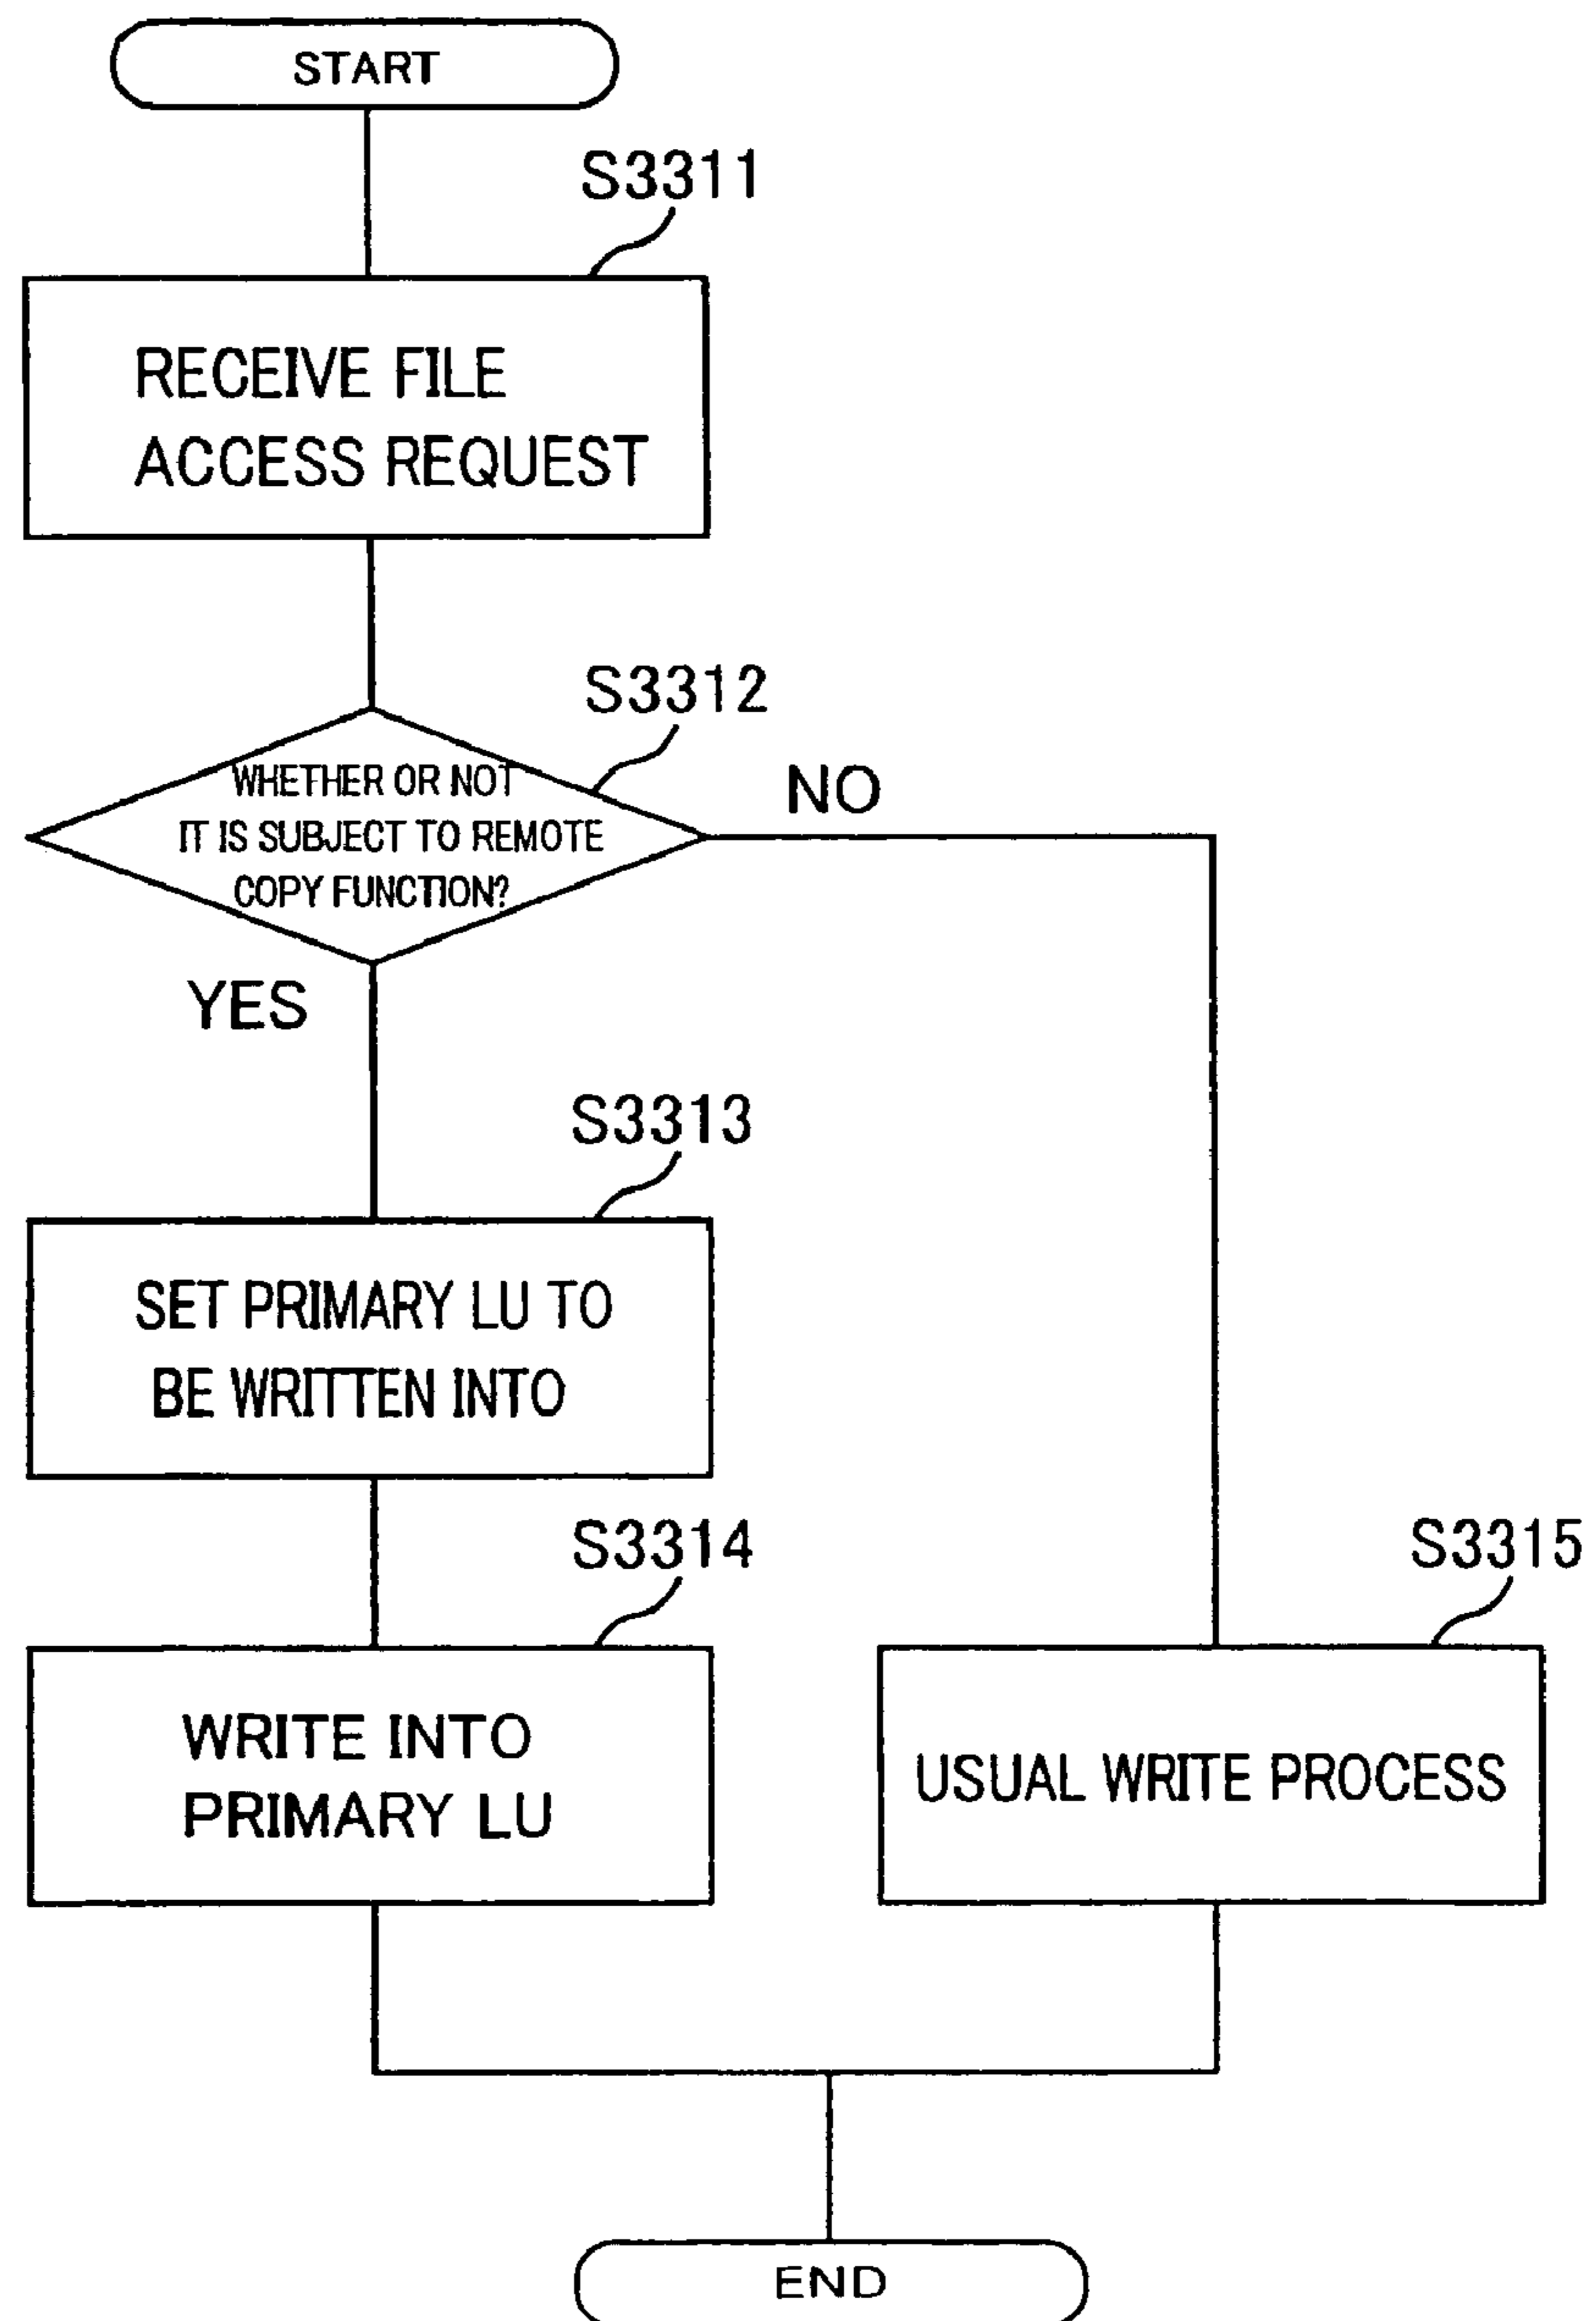 START
S3311
RECEIVE FILE
ACCESS REQUEST
S3312
WHETHER OR NOT
IT IS SUBJECT TO REMOTE
COPY FUNCTION?
NO
YES
S3313
SET PRIMARY LU TO
BE WRITTEN INTO
S3314
WRITE INTO
PRIMARY LU
S3315
USUAL WRITE PROCESS
END